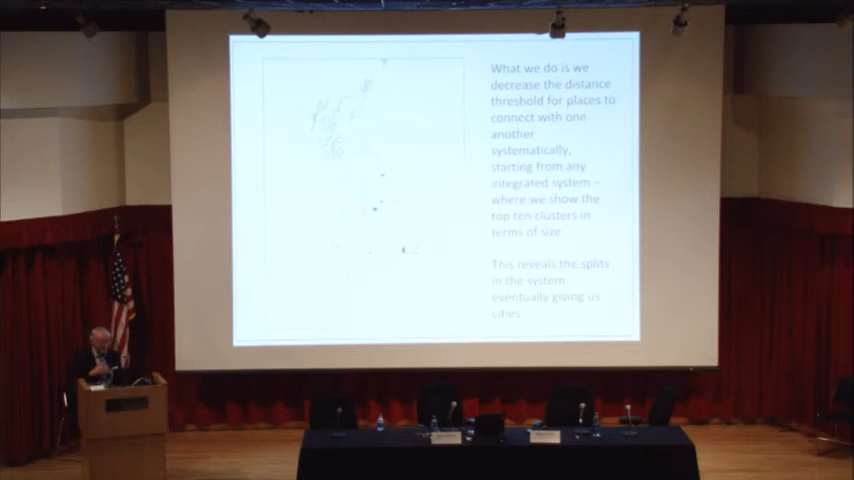 What we do is we
decrease the distance
threshold for places to
connect with one
another
systematically,
starting from any
integrated system –
where we show the
top ten clusters in
terms of size
This reveals the splits
in the system
eventually giving us
cities